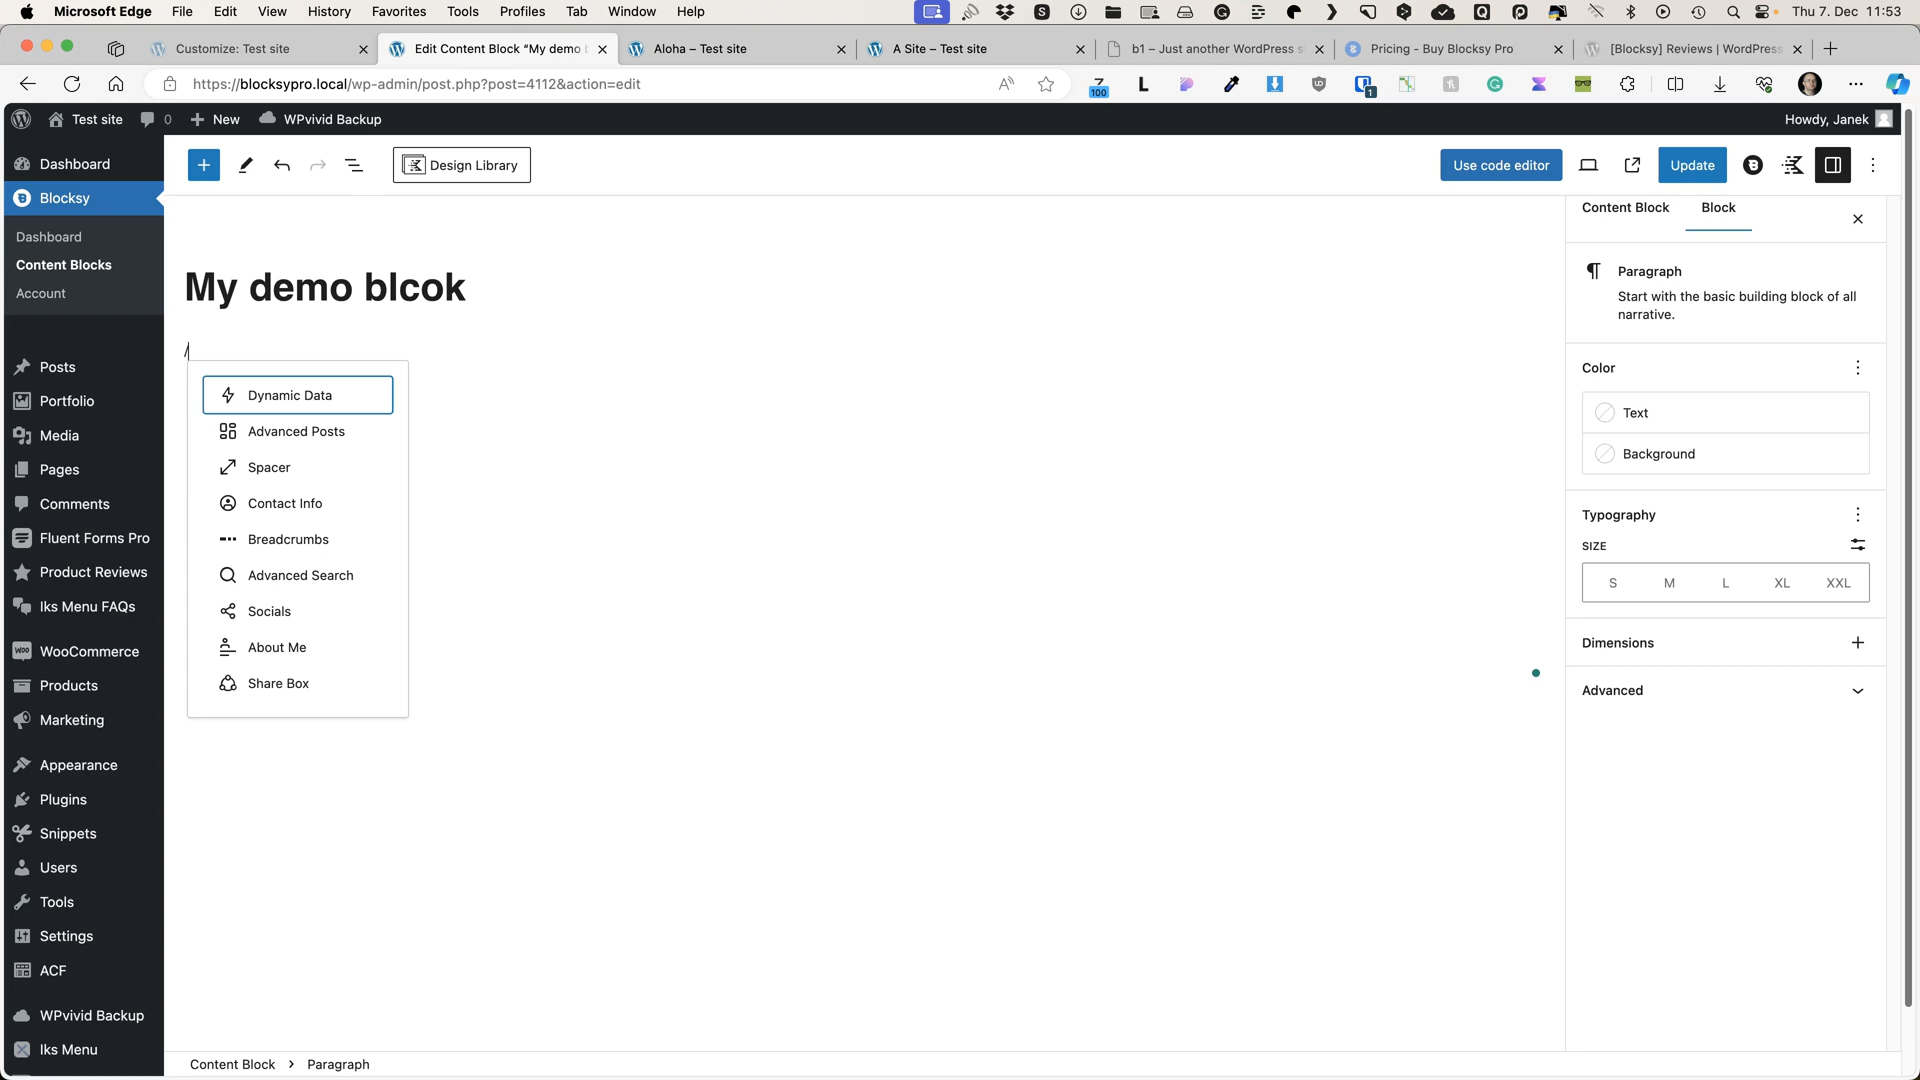 Microsoft Edge File Edit View History Favorites Tools Profiles Tab Window Help Thu 7. Dec 11:53
Customize: Test site
Edit Content Block “My demo
Aloha – Test site
A Site – Test site
b1 – Just another WordPress s
Pricing - Buy Blocksy Pro
[Blocksy] Reviews | WordPress
https://blocksypro.local/wp-admin/post.php?post=4112&action=edit
100
1
Test site 0 New WPvivid Backup Howdy, Janek
Dashboard
Blocksy
Dashboard
Content Blocks
Account
Posts
Portfolio
Media
Pages
Comments
Fluent Forms Pro
Product Reviews
Iks Menu FAQs
WooCommerce
Products
Marketing
Appearance
Plugins
Snippets
Users
Tools
Settings
ACF
WPvivid Backup
Iks Menu
Design Library
Use code editor
Update
My demo blcok
/
Dynamic Data
Advanced Posts
Spacer
Contact Info
Breadcrumbs
Advanced Search
Socials
About Me
Share Box
Content Block Block
Paragraph
Start with the basic building block of all
narrative.
Color
Text
Background
Typography
SIZE
S M L XL XXL
Dimensions
Advanced
Content Block › Paragraph